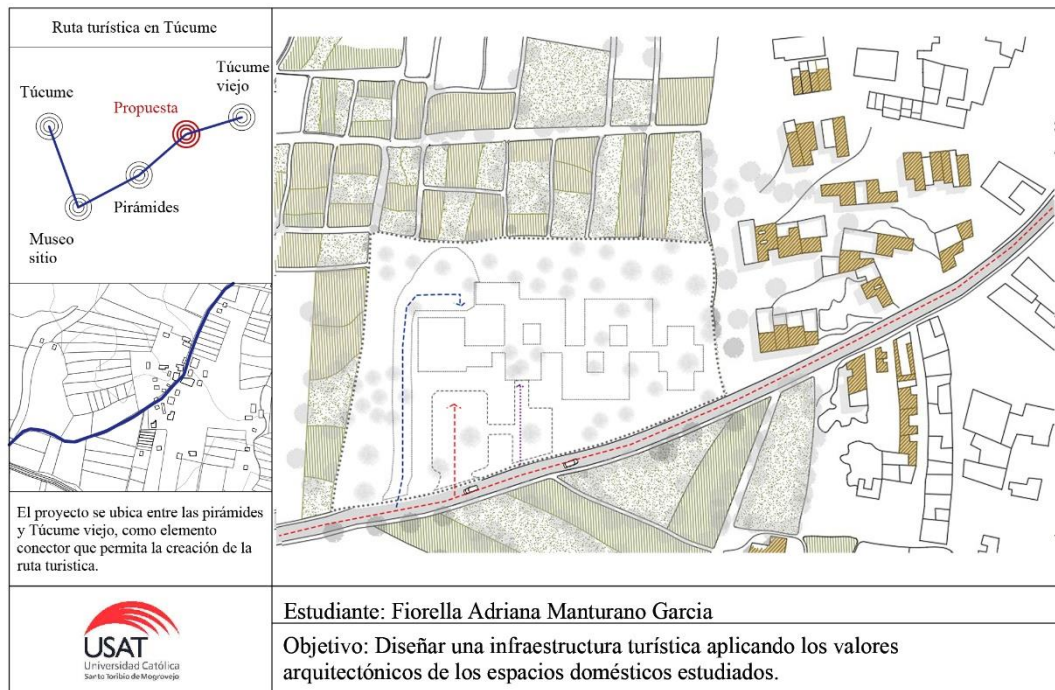 Ruta turística en Túcume
Túcume
viejo
Túcume
Propuesta
Pirámides
Museo
sitio
El proyecto se ubica entre las pirámides
y Túcume viejo, como elemento
conector que permita la creación de la
ruta turistica.
USAT
Universidad Católica
Santo Toribio de Mogrovejo
Estudiante: Fiorella Adriana Manturano Garcia
Objetivo: Diseñar una infraestructura turística aplicando los valores
arquitectónicos de los espacios domésticos estudiados.